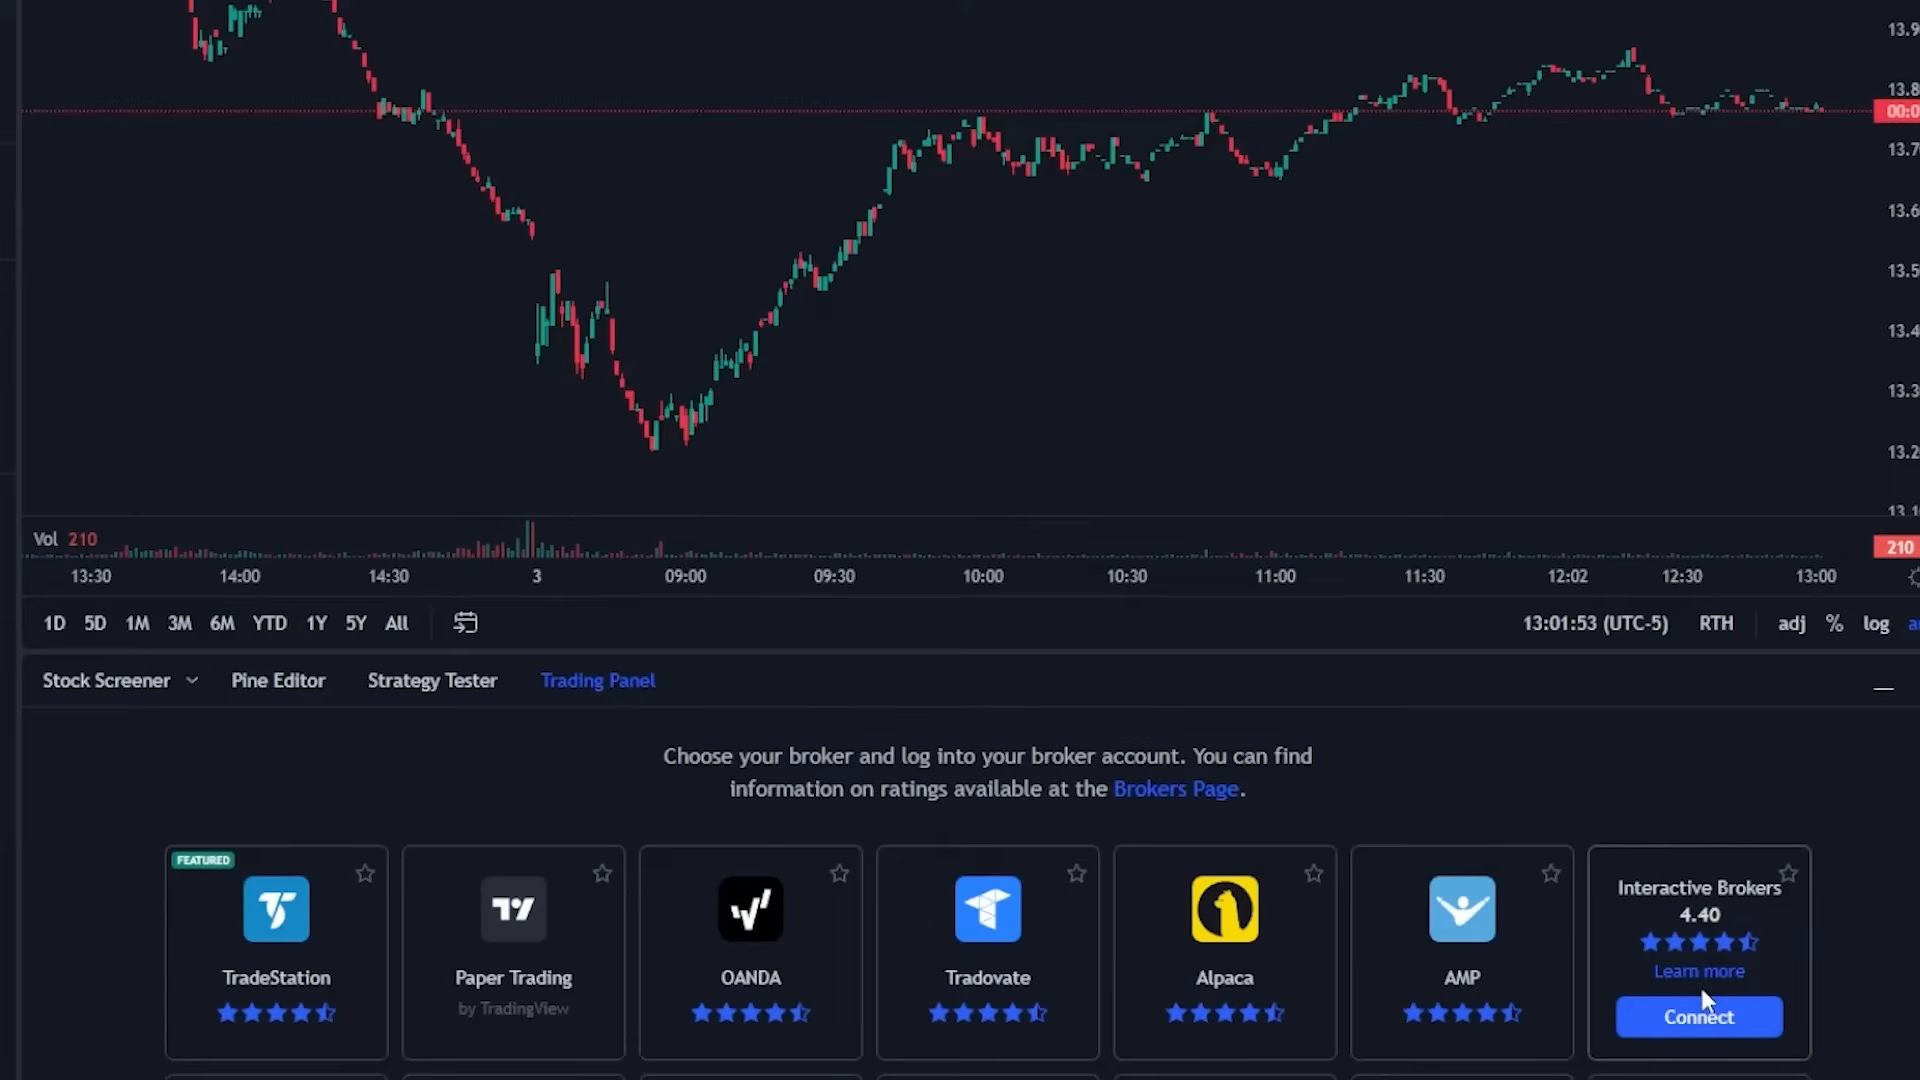 13.9
13.8
00:0
13.7
13.6
13.5
13.4
13.3
13.2
13.1
Vol 210
210
13:30 14:00 14:30 3 09:00 09:30 10:00 10:30 11:00 11:30 12:02 12:30 13:00
1D 5D 1M 3M 6M YTD 1Y 5Y All 13:01:53 (UTC-5) RTH adj % log a
Stock Screener Pine Editor Strategy Tester Trading Panel
Choose your broker and log into your broker account. You can find
information on ratings available at the Brokers Page.
FEATURED
TradeStation
Paper Trading
by TradingView
OANDA
Tradovate
Alpaca
AMP
Interactive Brokers
4.40
Learn more
Connect